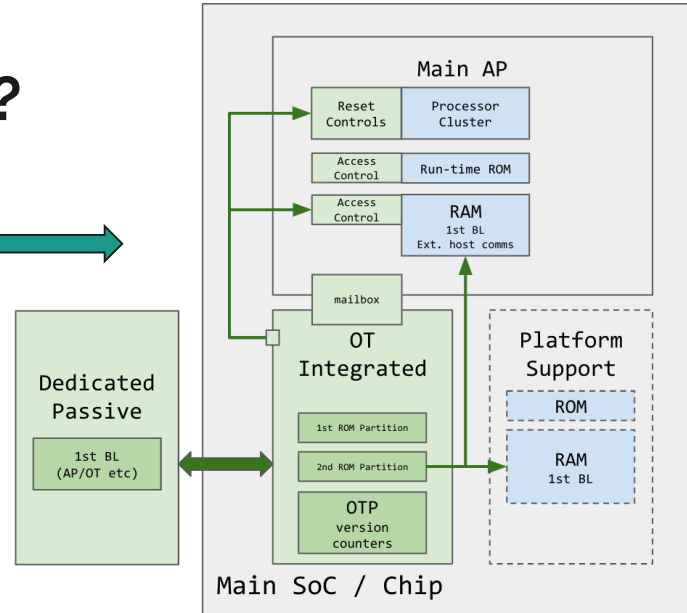 ?
Main AP
Reset
Controls
Processor
Cluster
Access
Control
Run-time ROM
Access
Control
RAM
1st BL
Ext. host comms
mailbox
OT
Integrated
1st ROM Partition
2nd ROM Partition
OTP
version
counters
Dedicated
Passive
1st BL
(AP/OT etc)
Platform
Support
ROM
RAM
1st BL
Main SoC / Chip